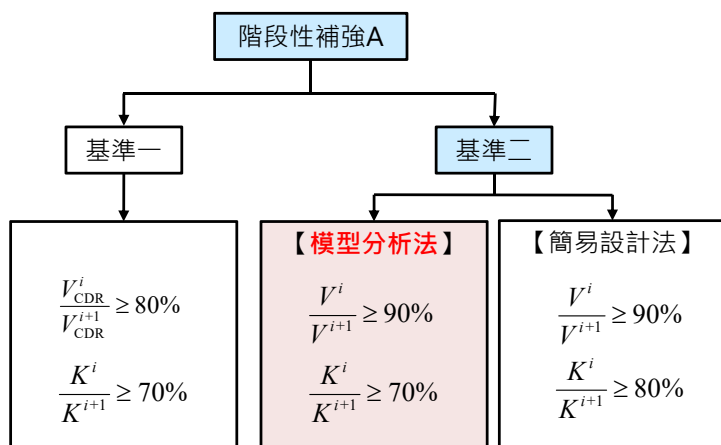 階段性補強A
基準一
基準二
V^i_CDR / V^{i+1}_CDR ≥ 80%
K^i / K^{i+1} ≥ 70%
【模型分析法】
V^i / V^{i+1} ≥ 90%
K^i / K^{i+1} ≥ 70%
【簡易設計法】
V^i / V^{i+1} ≥ 90%
K^i / K^{i+1} ≥ 80%